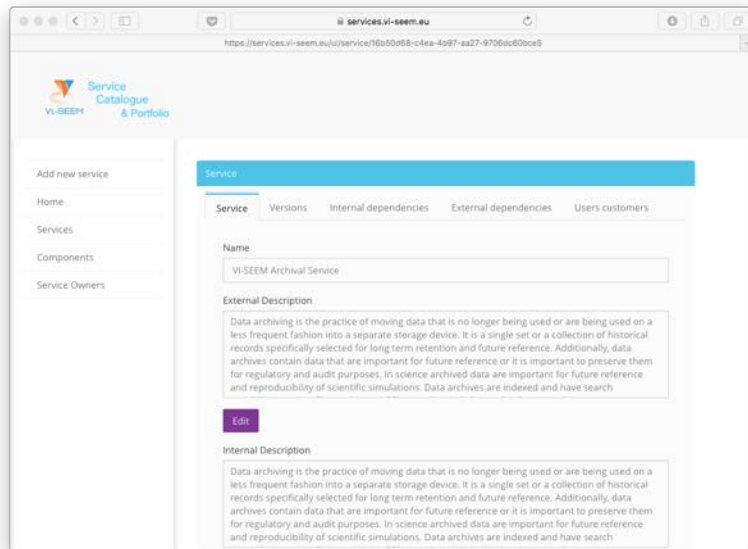 services.vi-seem.eu
https://services.vi-seem.eu/ui/service/16b50d68-c4ea-4b97-aa27-9706dc60bce5
Service
Catalogue
& Portfolio
VI-SEEM
Add new service
Home
Services
Components
Service Owners
Service
Service Versions Internal dependencies External dependencies Users customers
Name
VI-SEEM Archival Service
External Description
Data archiving is the practice of moving data that is no longer being used or are being used on a
less frequent fashion into a separate storage device. It is a single set or a collection of historical
records specifically selected for long term retention and future reference. Additionally, data
archives contain data that are important for future reference or it is important to preserve them
for regulatory and audit purposes. In science archived data are important for future reference
and reproducibility of scientific simulations. Data archives are indexed and have search
Edit
Internal Description
Data archiving is the practice of moving data that is no longer being used or are being used on a
less frequent fashion into a separate storage device. It is a single set or a collection of historical
records specifically selected for long term retention and future reference. Additionally, data
archives contain data that are important for future reference or it is important to preserve them
for regulatory and audit purposes. In science archived data are important for future reference
and reproducibility of scientific simulations. Data archives are indexed and have search